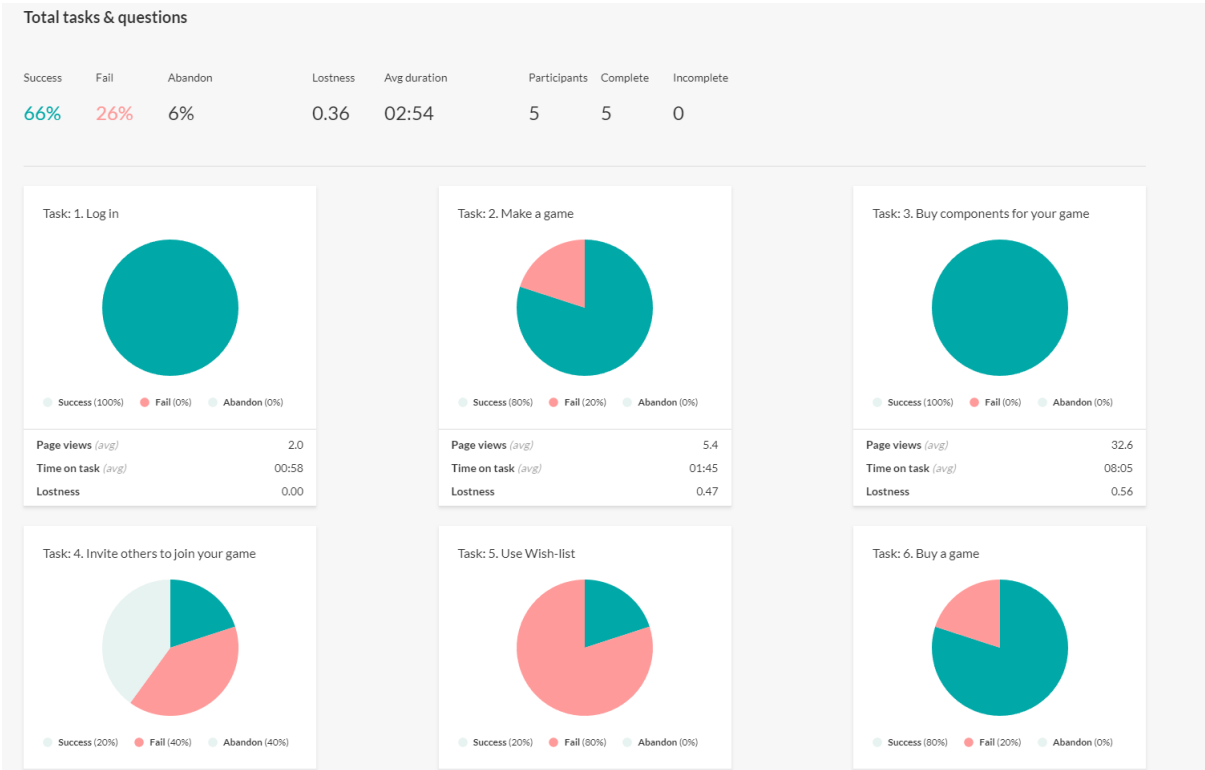 Total tasks & questions
Success Fail Abandon Lostness Avg duration Participants Complete Incomplete
66% 26% 6% 0.36 02:54 5 5 0
Task: 1. Log in
Success (100%) Fail (0%) Abandon (0%)
Page views (avg) 2.0
Time on task (avg) 00:58
Lostness 0.00
Task: 2. Make a game
Success (80%) Fail (20%) Abandon (0%)
Page views (avg) 5.4
Time on task (avg) 01:45
Lostness 0.47
Task: 3. Buy components for your game
Success (100%) Fail (0%) Abandon (0%)
Page views (avg) 32.6
Time on task (avg) 08:05
Lostness 0.56
Task: 4. Invite others to join your game
Success (20%) Fail (40%) Abandon (40%)
Task: 5. Use Wish-list
Success (20%) Fail (80%) Abandon (0%)
Task: 6. Buy a game
Success (80%) Fail (20%) Abandon (0%)